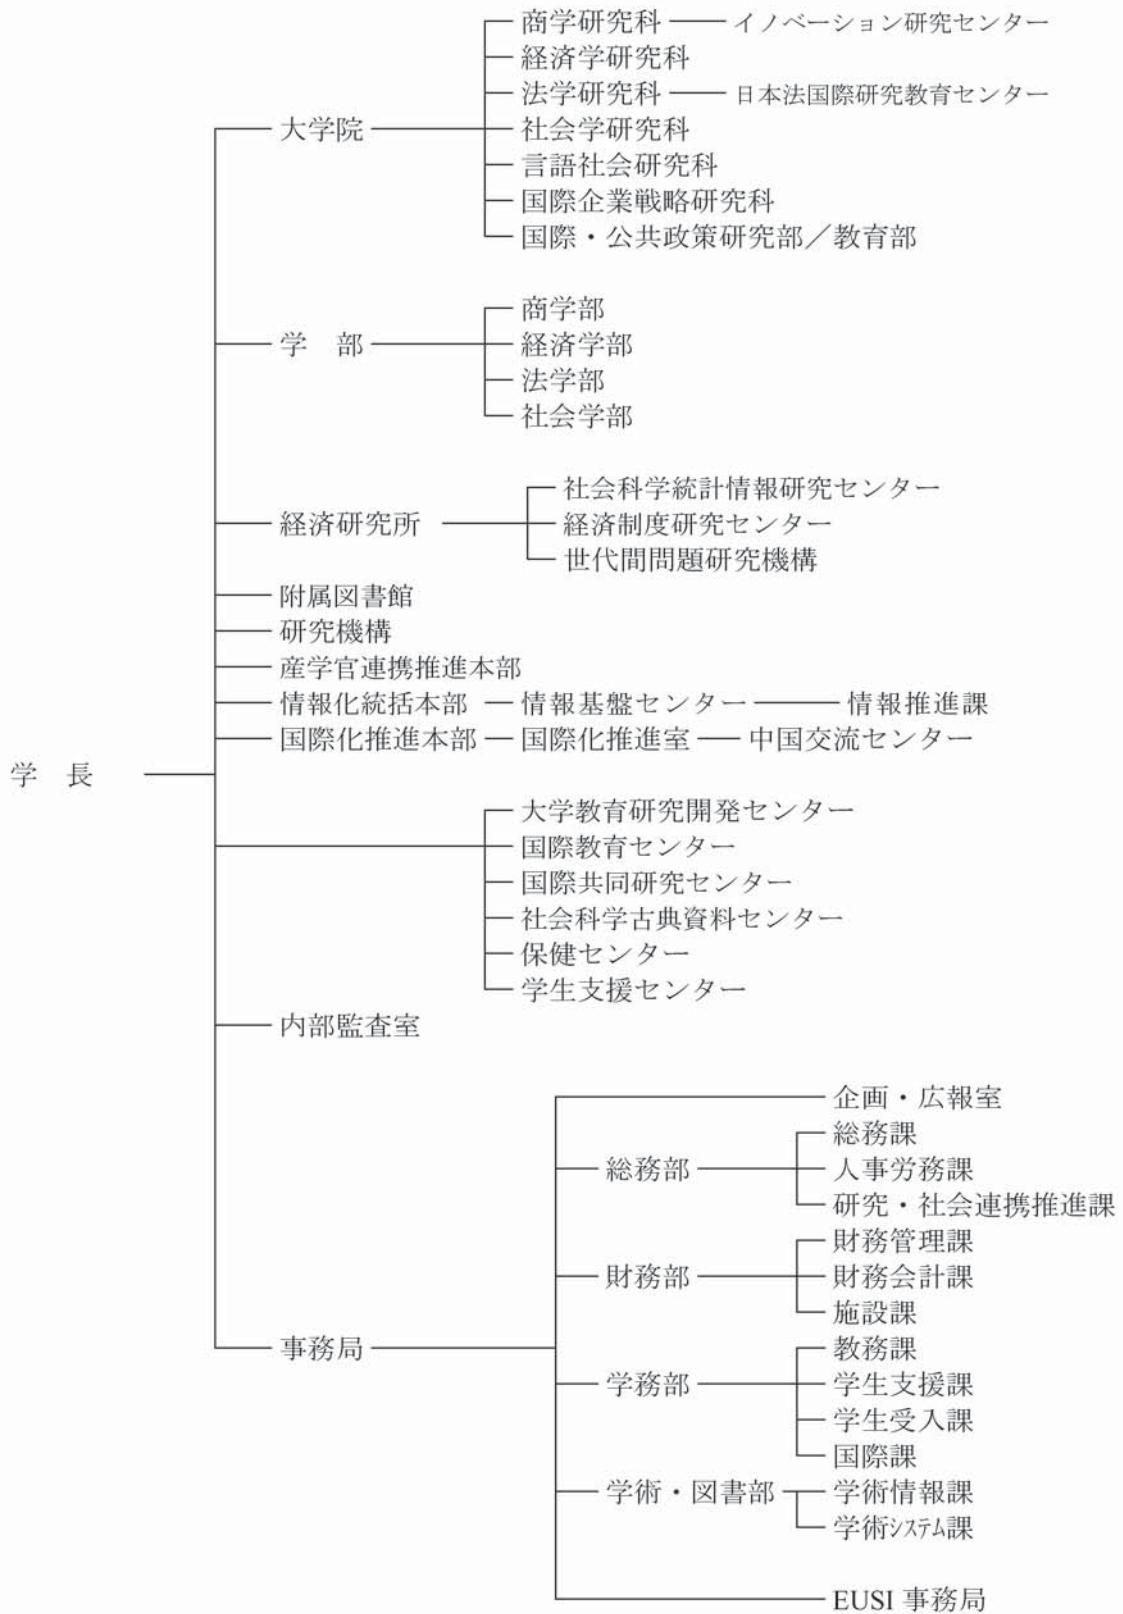 商学研究科 イノベーション研究センター
経済学研究科
法学研究科 日本法国際研究教育センター
大学院 社会学研究科
言語社会研究科
国際企業戦略研究科
国際・公共政策研究部／教育部
商学部
学　部 経済学部
法学部
社会学部
社会科学統計情報研究センター
経済研究所 経済制度研究センター
世代間問題研究機構
附属図書館
研究機構
産学官連携推進本部
情報化統括本部 情報基盤センター 情報推進課
国際化推進本部 国際化推進室 中国交流センター
学　長
大学教育研究開発センター
国際教育センター
国際共同研究センター
社会科学古典資料センター
保健センター
学生支援センター
内部監査室
企画・広報室
総務課
総務部 人事労務課
研究・社会連携推進課
財務管理課
財務部 財務会計課
施設課
事務局 教務課
学務部 学生支援課
学生受入課
国際課
学術・図書部 学術情報課
学術システム課
EUSI 事務局